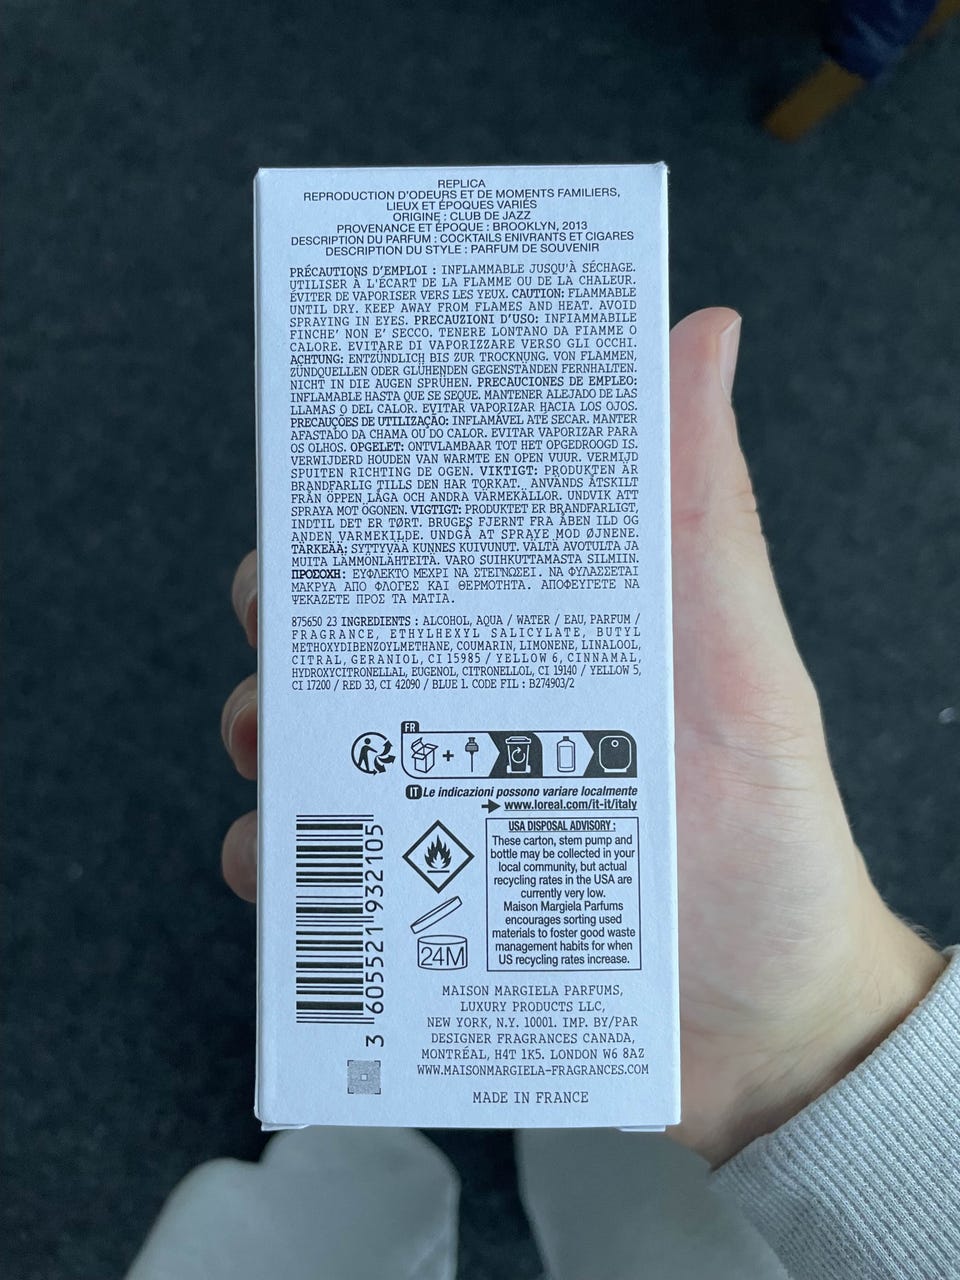 REPLICA
REPRODUCTION D'ODEURS ET DE MOMENTS FAMILIERS,
LIEUX ET ÉPOQUES VARIÉS
ORIGINE : CLUB DE JAZZ
PROVENANCE ET ÉPOQUE : BROOKLYN, 2013
DESCRIPTION DU PARFUM : COCKTAILS ENIVRANTS ET CIGARES
DESCRIPTION DU STYLE : PARFUM DE SOUVENIR
PRÉCAUTIONS D'EMPLOI : INFLAMMABLE JUSQU'À SÉCHAGE.
UTILISER À L'ÉCART DE LA FLAMME OU DE LA CHALEUR.
ÉVITER DE VAPORISER VERS LES YEUX. CAUTION: FLAMMABLE
UNTIL DRY. KEEP AWAY FROM FLAMES AND HEAT. AVOID
SPRAYING IN EYES. PRECAUZIONI D'USO: INFIAMMABILE
FINCHE' NON E' SECCO. TENERE LONTANO DA FIAMME O
CALORE. EVITARE DI VAPORIZZARE VERSO GLI OCCHI.
ACHTUNG: ENTZÜNDLICH BIS ZUR TROCKNUNG. VON FLAMMEN,
ZÜNDQUELLEN ODER GLÜHENDEN GEGENSTÄNDEN FERNHALTEN.
NICHT IN DIE AUGEN SPRÜHEN. PRECAUCIONES DE EMPLEO:
INFLAMABLE HASTA QUE SE SEQUE. MANTENER ALEJADO DE LAS
LLAMAS O DEL CALOR. EVITAR VAPORIZAR HACIA LOS OJOS.
PRECAUÇÕES DE UTILIZAÇÃO: INFLAMÁVEL ATÉ SECAR. MANTER
AFASTADO DA CHAMA OU DO CALOR. EVITAR VAPORIZAR PARA
OS OLHOS. OPGELET: ONTVLAMBAAR TOT HET OPGEDROOGD IS.
VERWIJDERD HOUDEN VAN WARMTE EN OPEN VUUR. VERMIJD
SPUITEN RICHTING DE OGEN. VIKTIGT: PRODUKTEN ÄR
BRANDFARLIG TILLS DEN HAR TORKAT. ANVÄNDS ÅTSKILT
FRÅN ÖPPEN LÅGA OCH ANDRA VÄRMEKÄLLOR. UNDVIK ATT
SPRAYA MOT ÖGONEN. VIGTIGT: PRODUKTET ER BRANDFARLIGT,
INDTIL DET ER TØRT. BRUGES FJERNT FRA ÅBEN ILD OG
ANDEN VARMEKILDE. UNDGÅ AT SPRAYE MOD ØJNENE.
TÄRKEÄÄ: SYTTYVÄÄ KUNNES KUIVUNUT. VÄLTÄ AVOTULTA JA
MUITA LÄMMÖNLÄHTEITÄ. VARO SUIHKUTTAMASTA SILMIIN.
ΠΡΟΣΟΧΗ: ΕΥΦΛΕΚΤΟ ΜΕΧΡΙ ΝΑ ΣΤΕΓΝΩΣΕΙ. ΝΑ ΦΥΛΑΣΣΕΤΑΙ
ΜΑΚΡΥΑ ΑΠΟ ΦΛΟΓΕΣ ΚΑΙ ΘΕΡΜΟΤΗΤΑ. ΑΠΟΦΕΥΓΕΤΕ ΝΑ
ΨΕΚΑΖΕΤΕ ΠΡΟΣ ΤΑ ΜΑΤΙΑ.
875650 23 INGREDIENTS : ALCOHOL, AQUA / WATER / EAU, PARFUM /
FRAGRANCE, ETHYLHEXYL SALICYLATE, BUTYL
METHOXYDIBENZOYLMETHANE, COUMARIN, LIMONENE, LINALOOL,
CITRAL, GERANIOL, CI 15985 / YELLOW 6, CINNAMAL,
HYDROXYCITRONELLAL, EUGENOL, CITRONELLOL, CI 19140 / YELLOW 5,
CI 17200 / RED 33, CI 42090 / BLUE 1. CODE FIL : B274903/2
FR
IT Le indicazioni possono variare localmente
www.loreal.com/it-it/italy
USA DISPOSAL ADVISORY :
These carton, stem pump and
bottle may be collected in your
local community, but actual
recycling rates in the USA are
currently very low.
Maison Margiela Parfums
encourages sorting used
materials to foster good waste
management habits for when
US recycling rates increase.
24M
3 605521 932105
MAISON MARGIELA PARFUMS,
LUXURY PRODUCTS LLC,
NEW YORK, N.Y. 10001. IMP. BY/PAR
DESIGNER FRAGRANCES CANADA,
MONTRÉAL, H4T 1K5. LONDON W6 8AZ
WWW.MAISONMARGIELA-FRAGRANCES.COM
MADE IN FRANCE